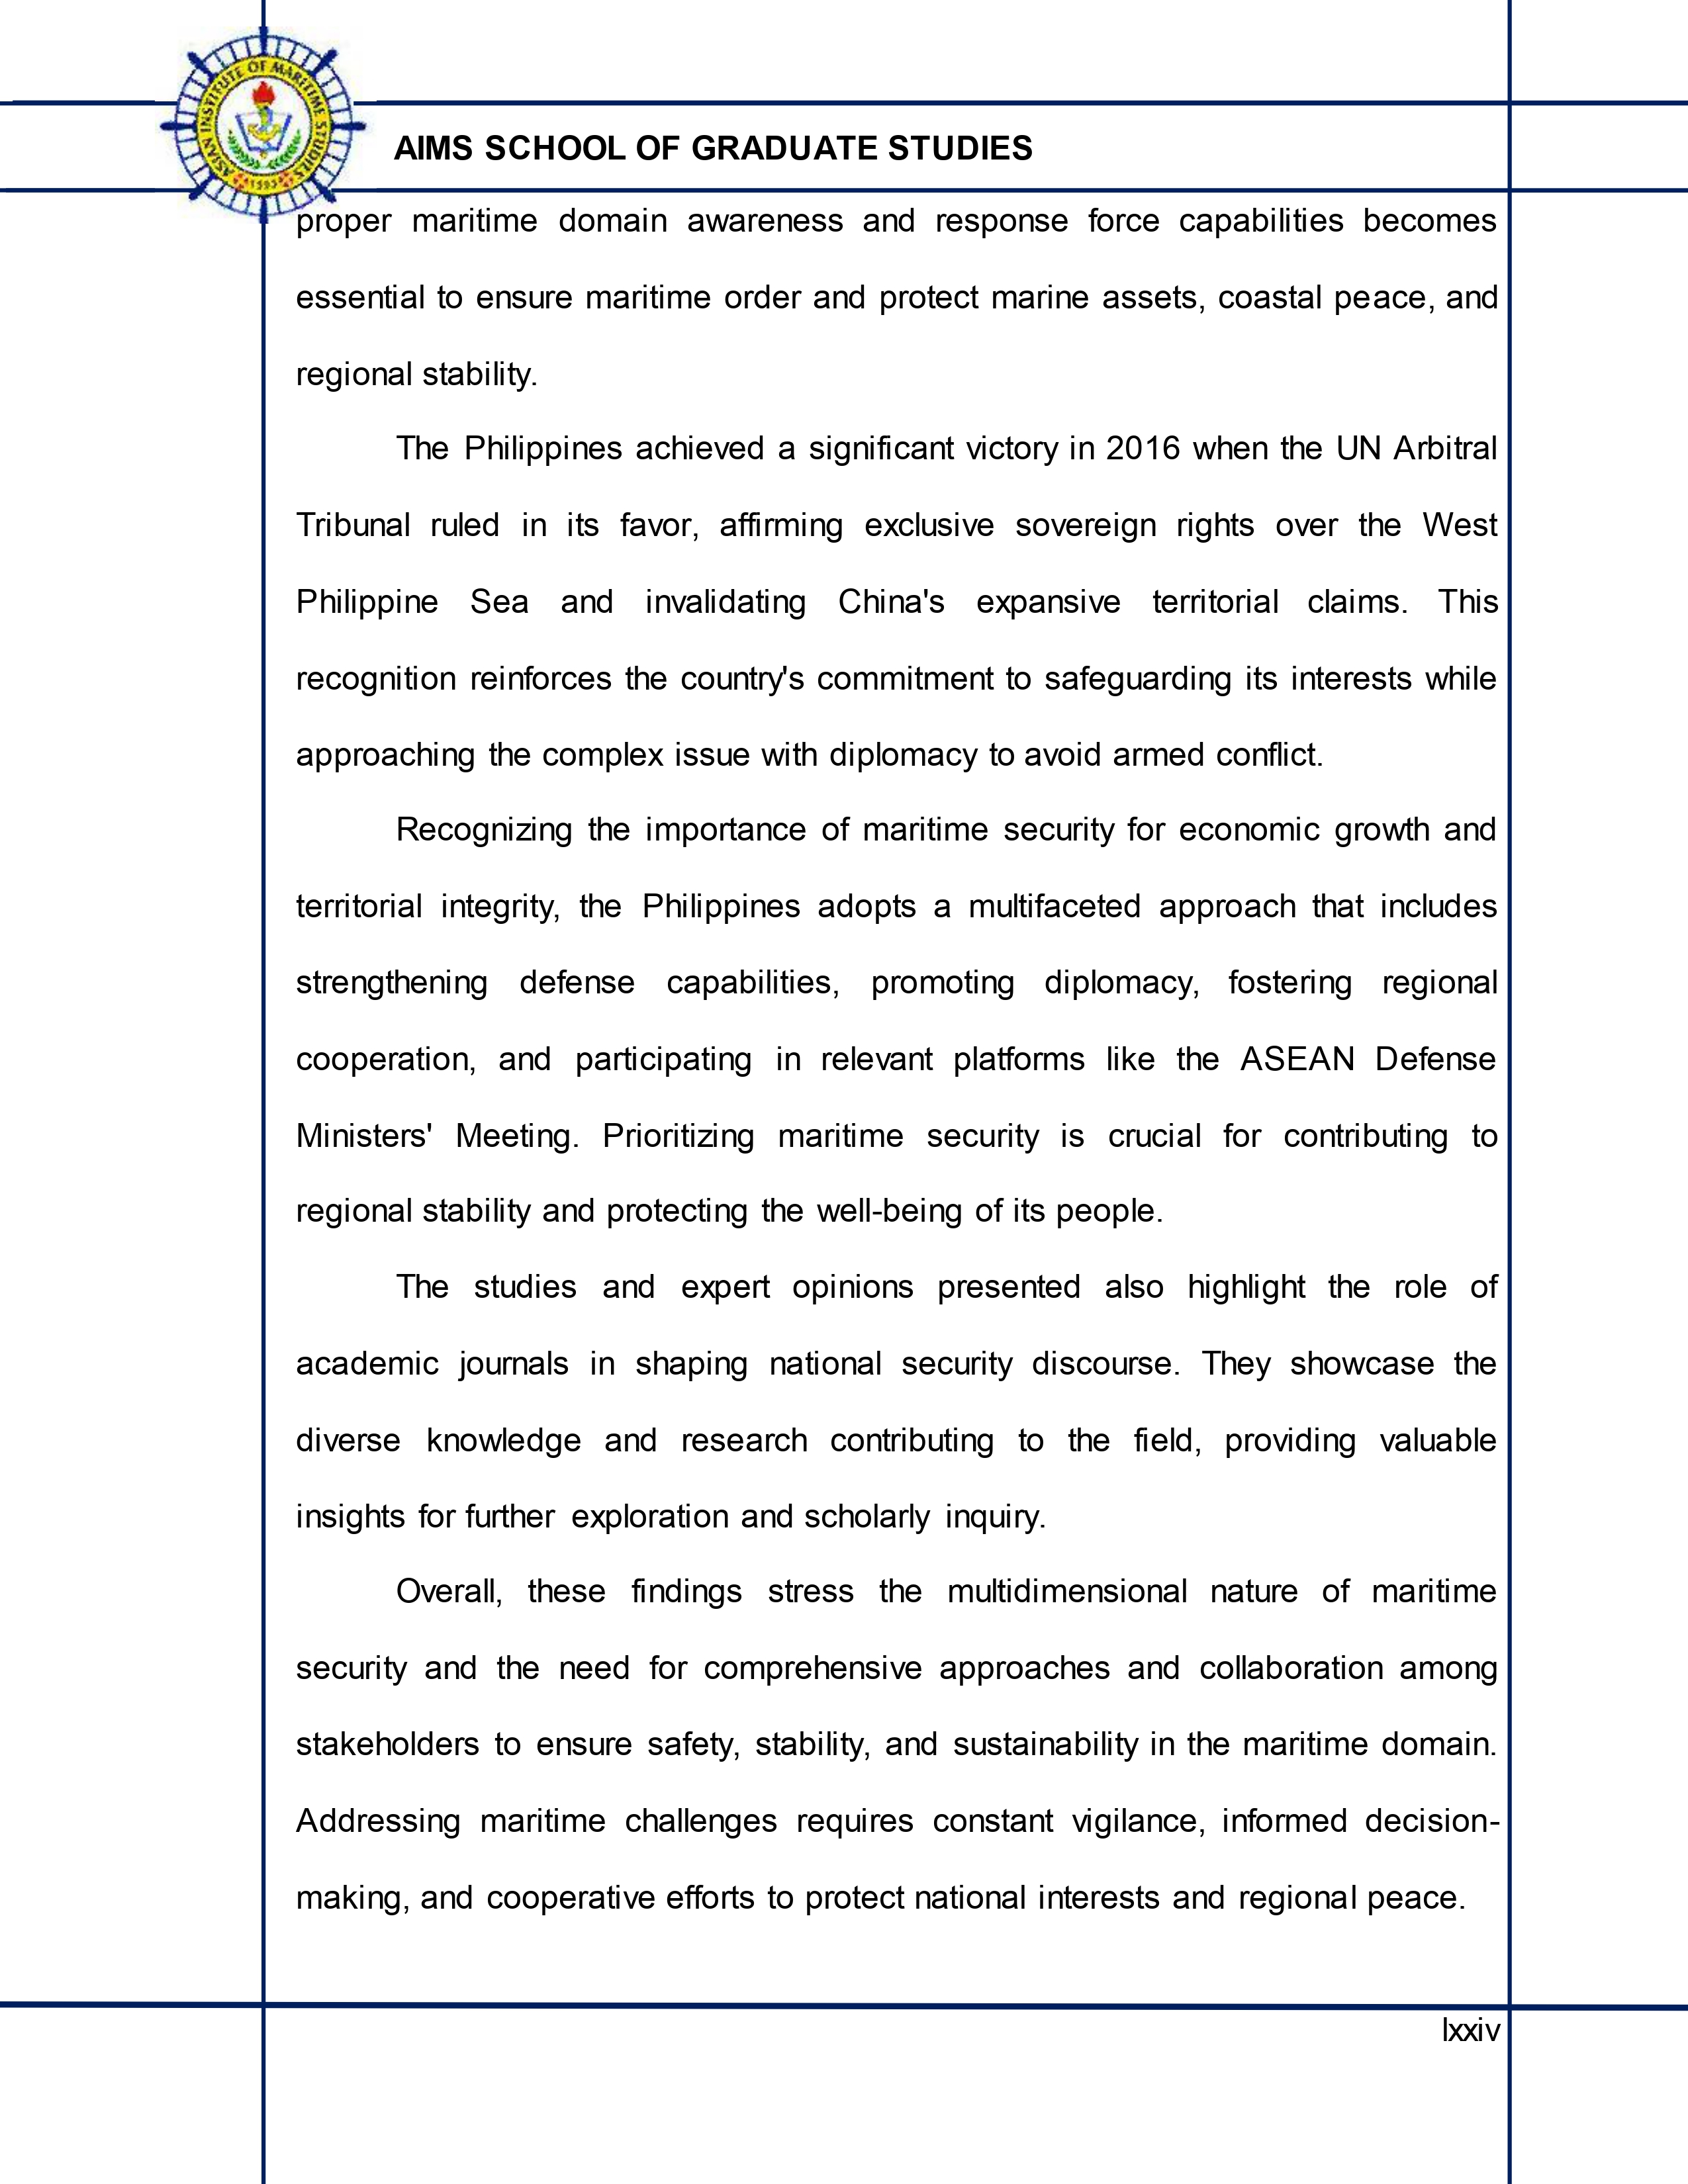 ASIAN INSTITUTE OF MARITIME STUDIES
1993
AIMS SCHOOL OF GRADUATE STUDIES
proper maritime domain awareness and response force capabilities becomes
essential to ensure maritime order and protect marine assets, coastal peace, and
regional stability.
The Philippines achieved a significant victory in 2016 when the UN Arbitral
Tribunal ruled in its favor, affirming exclusive sovereign rights over the West
Philippine Sea and invalidating China's expansive territorial claims. This
recognition reinforces the country's commitment to safeguarding its interests while
approaching the complex issue with diplomacy to avoid armed conflict.
Recognizing the importance of maritime security for economic growth and
territorial integrity, the Philippines adopts a multifaceted approach that includes
strengthening defense capabilities, promoting diplomacy, fostering regional
cooperation, and participating in relevant platforms like the ASEAN Defense
Ministers' Meeting. Prioritizing maritime security is crucial for contributing to
regional stability and protecting the well-being of its people.
The studies and expert opinions presented also highlight the role of
academic journals in shaping national security discourse. They showcase the
diverse knowledge and research contributing to the field, providing valuable
insights for further exploration and scholarly inquiry.
Overall, these findings stress the multidimensional nature of maritime
security and the need for comprehensive approaches and collaboration among
stakeholders to ensure safety, stability, and sustainability in the maritime domain.
Addressing maritime challenges requires constant vigilance, informed decision-
making, and cooperative efforts to protect national interests and regional peace.
lxxiv